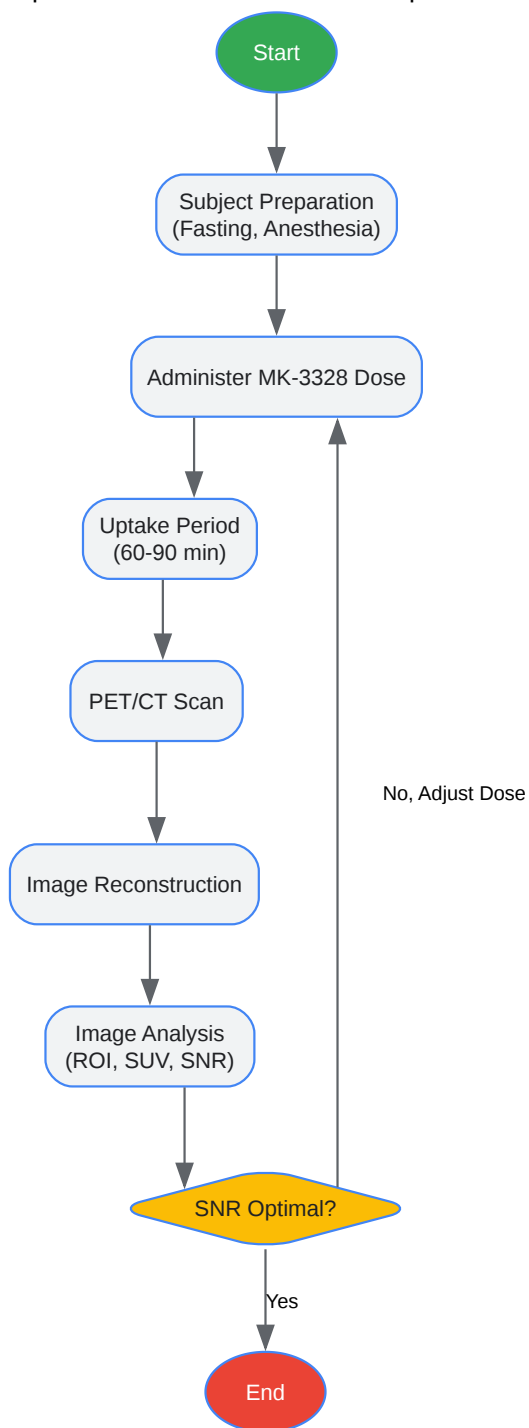 Start
Subject Preparation
(Fasting, Anesthesia)
Administer MK-3328 Dose
Uptake Period
(60-90 min)
PET/CT Scan
No, Adjust Dose
Image Reconstruction
Image Analysis
(ROI, SUV, SNR)
SNR Optimal?
Yes
End